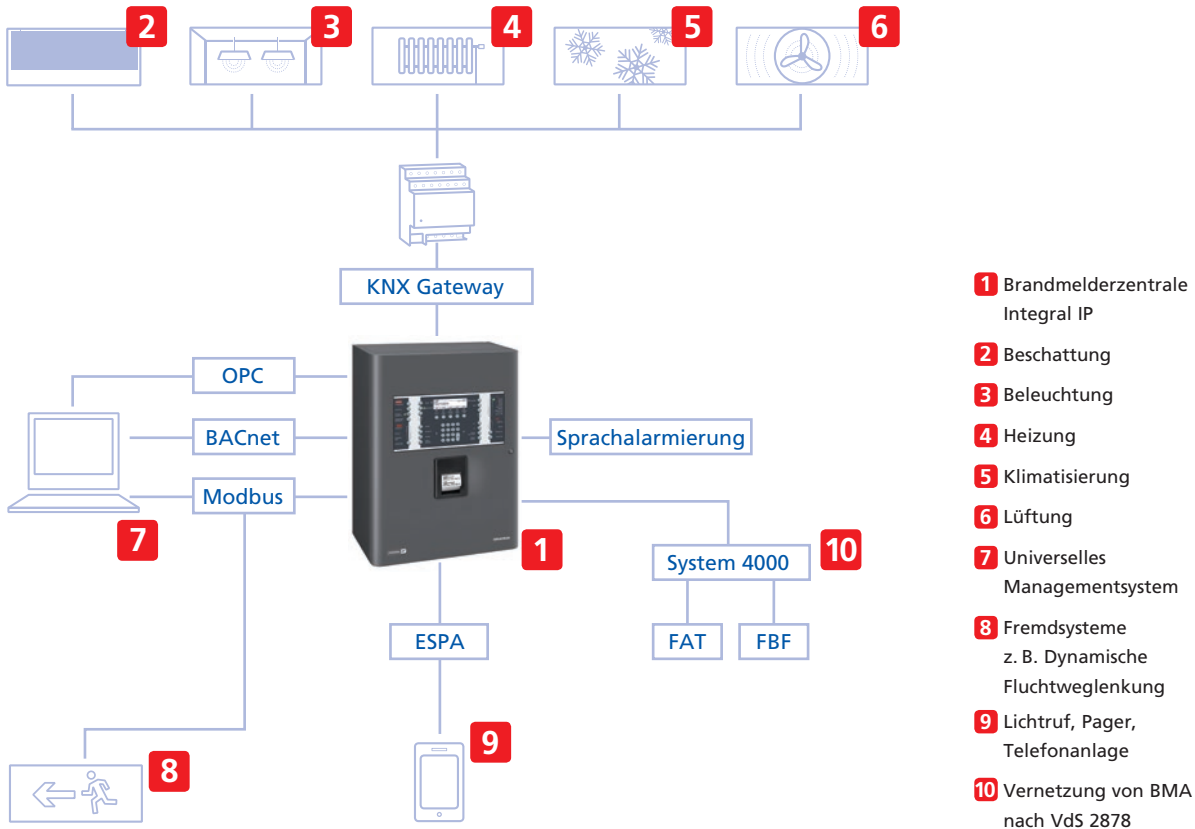 2
3
4
5
6
KNX Gateway
OPC
BACnet
Sprachalarmierung
Modbus
7
1
System 4000
10
ESPA
FAT
FBF
9
8
1 Brandmelderzentrale
Integral IP
2 Beschattung
3 Beleuchtung
4 Heizung
5 Klimatisierung
6 Lüftung
7 Universelles
Managementsystem
8 Fremdsysteme
z. B. Dynamische
Fluchtweglenkung
9 Lichtruf, Pager,
Telefonanlage
10 Vernetzung von BMA
nach VdS 2878